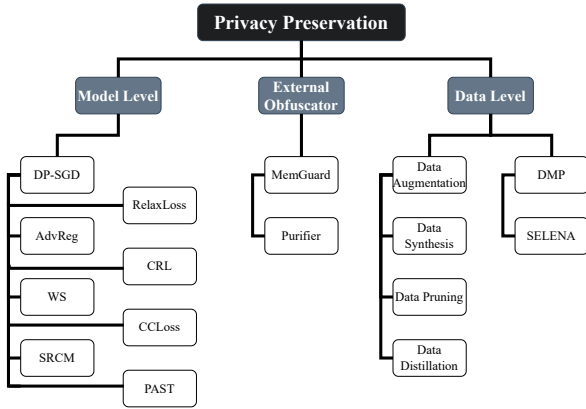 Privacy Preservation
Model Level
External
Obfuscator
Data Level
DP-SGD
RelaxLoss
AdvReg
CRL
WS
CCLoss
SRCM
PAST
MemGuard
Purifier
Data
Augmentation
Data
Synthesis
Data Pruning
Data
Distillation
DMP
SELENA